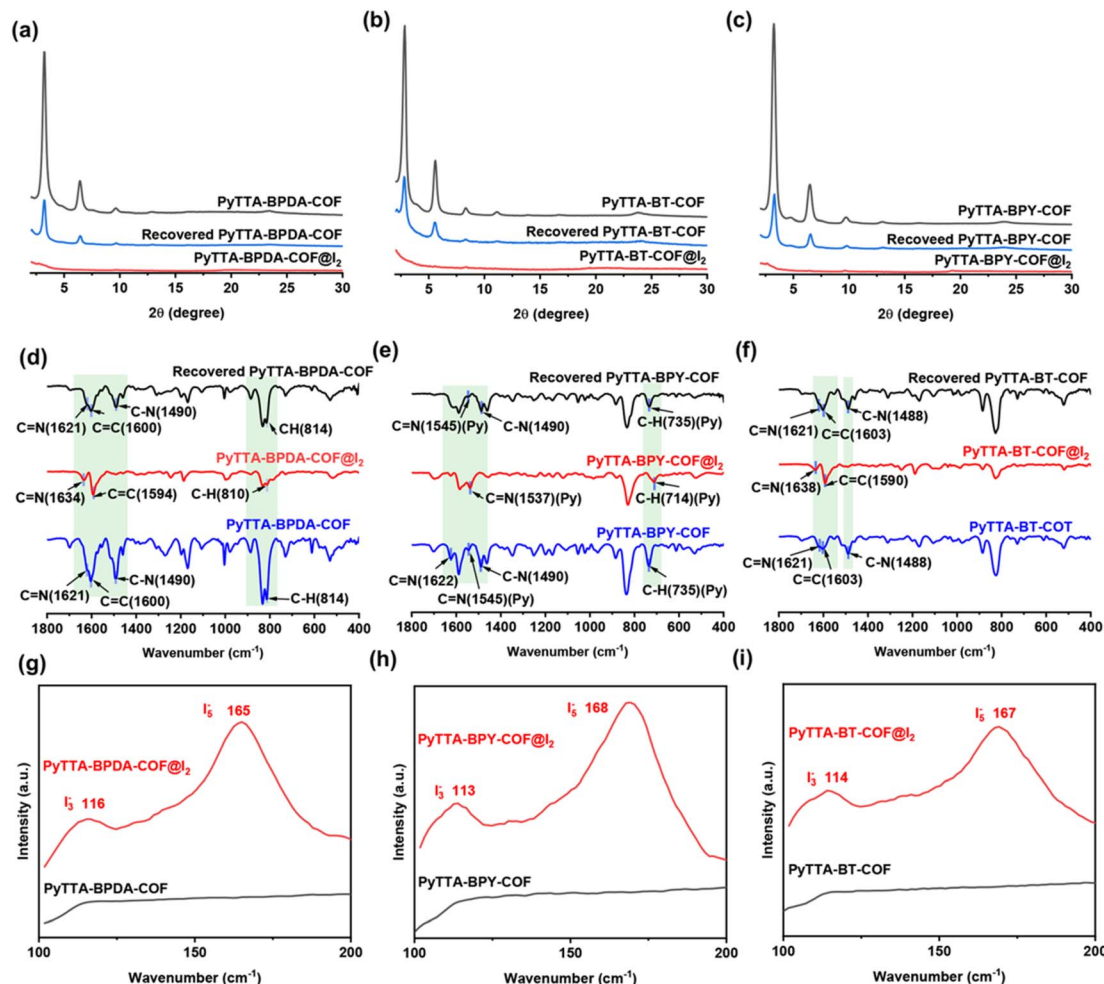 (a)
PyTTA-BPDA-COF
Recovered PyTTA-BPDA-COF
PyTTA-BPDA-COF@I₂
5 10 15 20 25 30
2θ (degree)
(b)
PyTTA-BT-COF
Recovered PyTTA-BT-COF
PyTTA-BT-COF@I₂
5 10 15 20 25 30
2θ (degree)
(c)
PyTTA-BPY-COF
Recoveed PyTTA-BPY-COF
PyTTA-BPY-COF@I₂
5 10 15 20 25 30
2θ (degree)
(d)
Recovered PyTTA-BPDA-COF
C-N(1490)
C=N(1621)
C=C(1600)
CH(814)
PyTTA-BPDA-COF@I₂
C=N(1634)
C=C(1594)
C-H(810)
PyTTA-BPDA-COF
C-N(1490)
C=N(1621)
C=C(1600)
C-H(814)
1800 1600 1400 1200 1000 800 600 400
Wavenumber (cm⁻¹)
(e)
Recovered PyTTA-BPY-COF
C=N(1545)(Py)
C-N(1490)
C-H(735)(Py)
PyTTA-BPY-COF@I₂
C=N(1537)(Py)
C-H(714)(Py)
PyTTA-BPY-COF
C=N(1622)
C-N(1490)
C=N(1545)(Py)
C-H(735)(Py)
1800 1600 1400 1200 1000 800 600 400
Wavenumber (cm⁻¹)
(f)
Recovered PyTTA-BT-COF
C-N(1488)
C=N(1621)
C=C(1603)
PyTTA-BT-COF@I₂
C=N(1638)
C=C(1590)
PyTTA-BT-COT
C=N(1621)
C-N(1488)
C=C(1603)
1800 1600 1400 1200 1000 800 600 400
Wavenumber (cm⁻¹)
(g)
Intensity (a.u.)
I₅⁻ 165
PyTTA-BPDA-COF@I₂
I₃⁻ 116
PyTTA-BPDA-COF
100 150 200
Wavenumber (cm⁻¹)
(h)
Intensity (a.u.)
I₅⁻ 168
PyTTA-BPY-COF@I₂
I₃⁻ 113
PyTTA-BPY-COF
100 150 200
Wavenumber (cm⁻¹)
(i)
Intensity (a.u.)
I₅⁻ 167
PyTTA-BT-COF@I₂
I₃⁻ 114
PyTTA-BT-COF
100 150 200
Wavenumber (cm⁻¹)